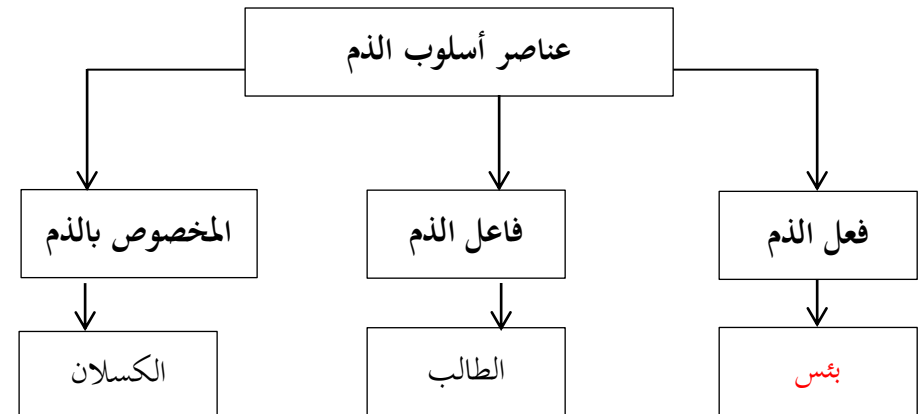 عناصر أسلوب الذم
فعل الذم
فاعل الذم
المخصوص بالذم
بئس
الطالب
الكسلان